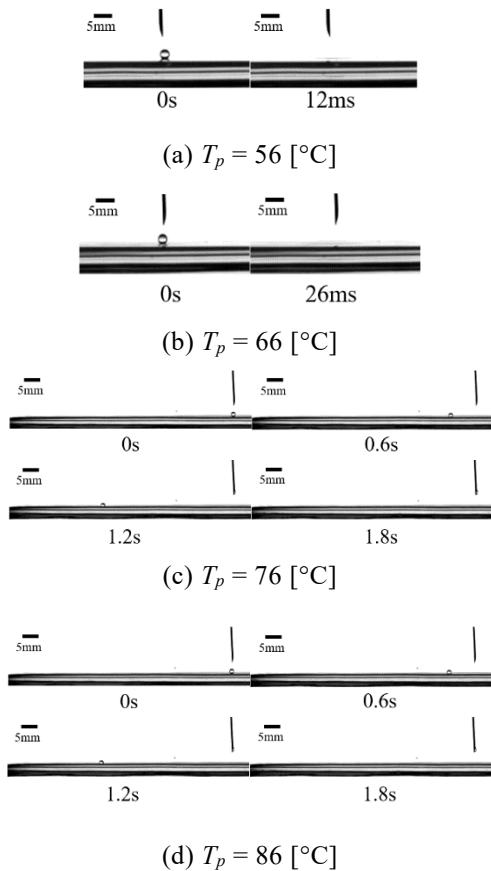 5mm 5mm
0s 12ms
(a) Tp = 56 [°C]
5mm 5mm
0s 26ms
(b) Tp = 66 [°C]
5mm 5mm
0s 0.6s
5mm 5mm
1.2s 1.8s
(c) Tp = 76 [°C]
5mm 5mm
0s 0.6s
5mm 5mm
1.2s 1.8s
(d) Tp = 86 [°C]